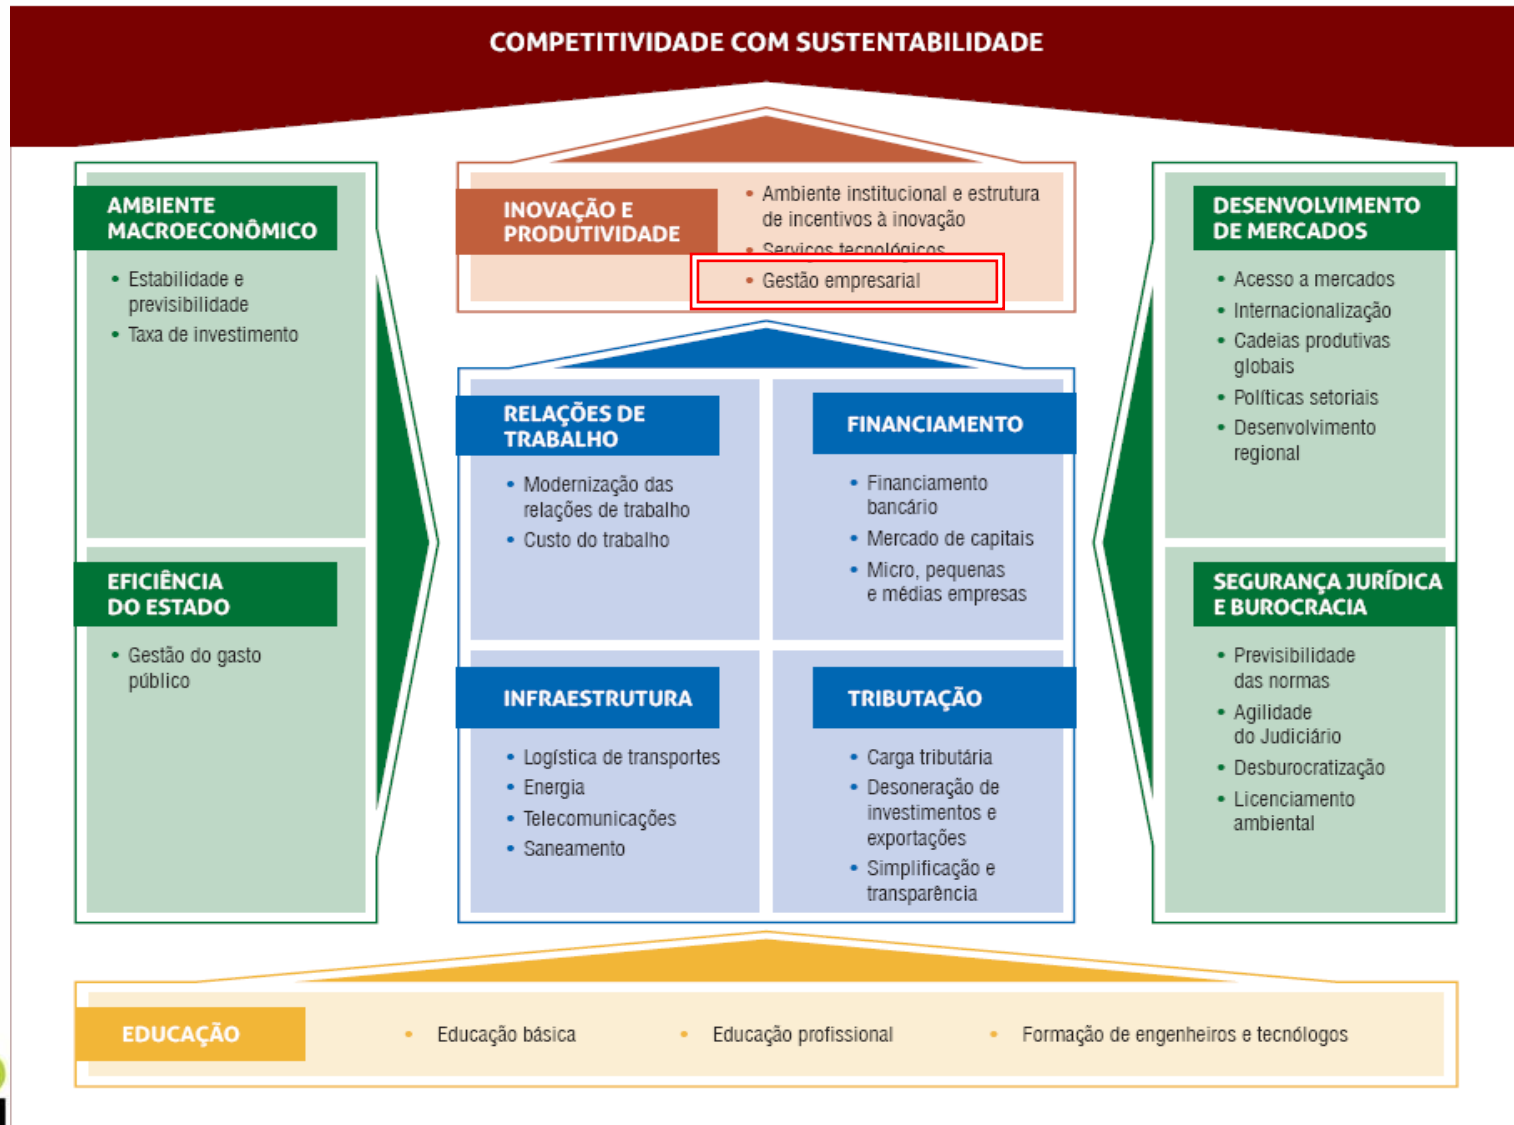 COMPETITIVIDADE COM SUSTENTABILIDADE
AMBIENTE
MACROECONÔMICO
• Estabilidade e
previsibilidade
• Taxa de investimento
EFICIÊNCIA
DO ESTADO
• Gestão do gasto
público
INOVAÇÃO E
PRODUTIVIDADE
• Ambiente institucional e estrutura
de incentivos à inovação
• Serviços tecnológicos
• Gestão empresarial
RELAÇÕES DE
TRABALHO
• Modernização das
relações de trabalho
• Custo do trabalho
FINANCIAMENTO
• Financiamento
bancário
• Mercado de capitais
• Micro, pequenas
e médias empresas
INFRAESTRUTURA
• Logística de transportes
• Energia
• Telecomunicações
• Saneamento
TRIBUTAÇÃO
• Carga tributária
• Desoneração de
investimentos e
exportações
• Simplificação e
transparência
DESENVOLVIMENTO
DE MERCADOS
• Acesso a mercados
• Internacionalização
• Cadeias produtivas
globais
• Políticas setoriais
• Desenvolvimento
regional
SEGURANÇA JURÍDICA
E BUROCRACIA
• Previsibilidade
das normas
• Agilidade
do Judiciário
• Desburocratização
• Licenciamento
ambiental
EDUCAÇÃO
• Educação básica
• Educação profissional
• Formação de engenheiros e tecnólogos